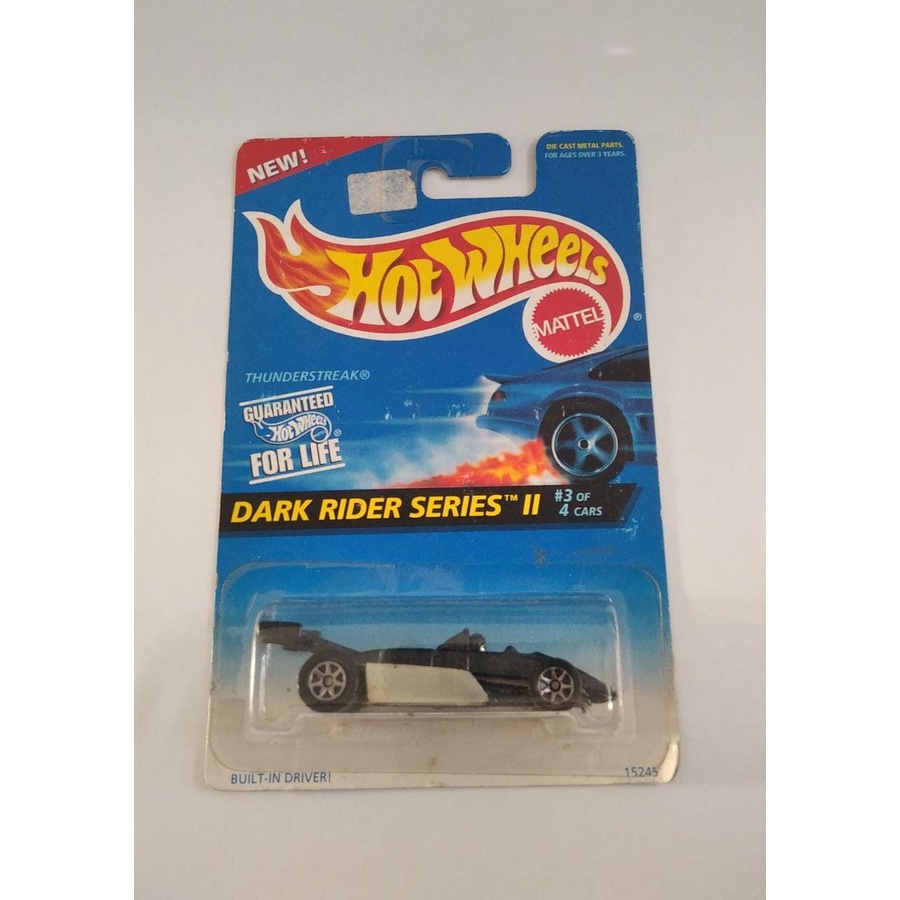 NEW!
DIE CAST METAL PARTS.
FOR AGES OVER 3 YEARS.
HOT WHEELS
MATTEL
®
THUNDERSTREAK®
GUARANTEED
HOT WHEELS ®
FOR LIFE
DARK RIDER SERIES™ II
#3 OF
4 CARS
BUILT-IN DRIVER!
15245